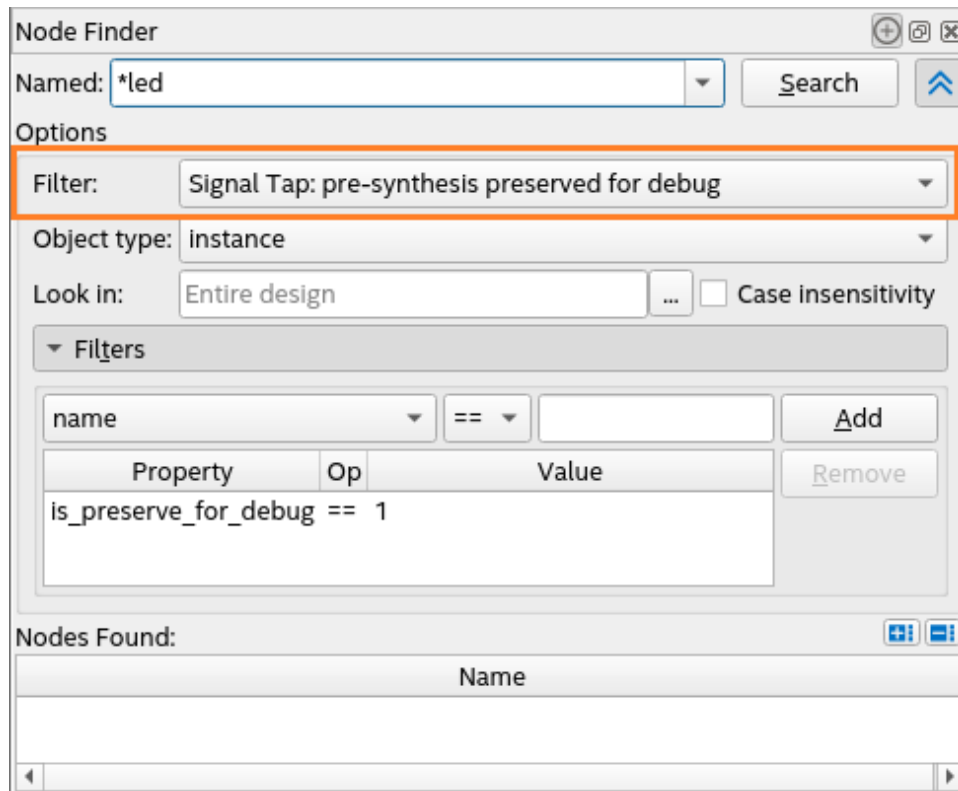 Node Finder
Named: *led Search
Options
Filter: Signal Tap: pre-synthesis preserved for debug
Object type: instance
Look in: Entire design ... Case insensitivity
Filters
name == Add
Property Op Value Remove
is_preserve_for_debug == 1
Nodes Found:
Name